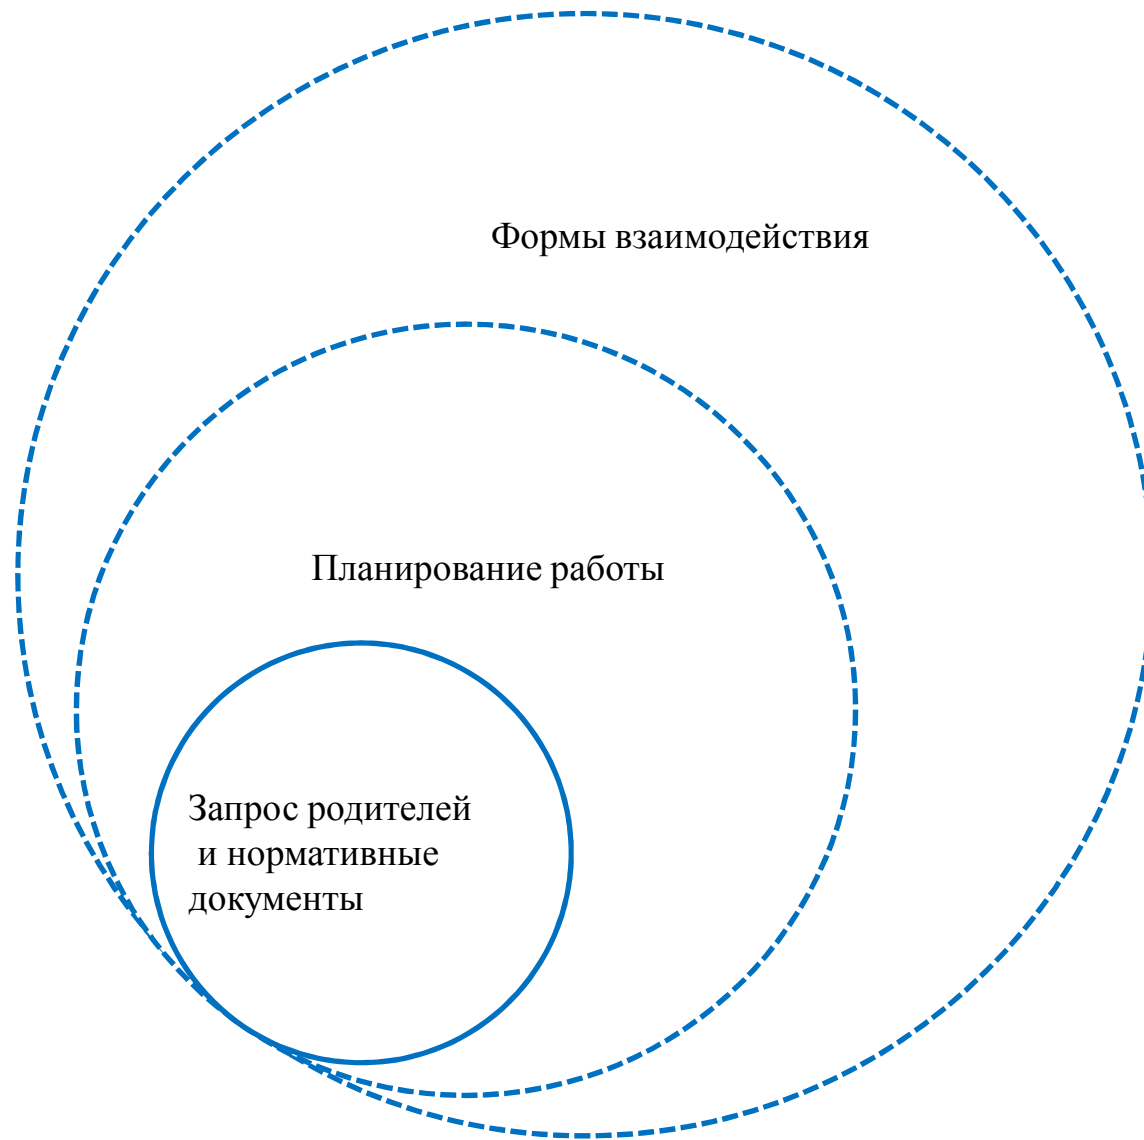 Формы взаимодействия
Планирование работы
Запрос родителей
и нормативные
документы